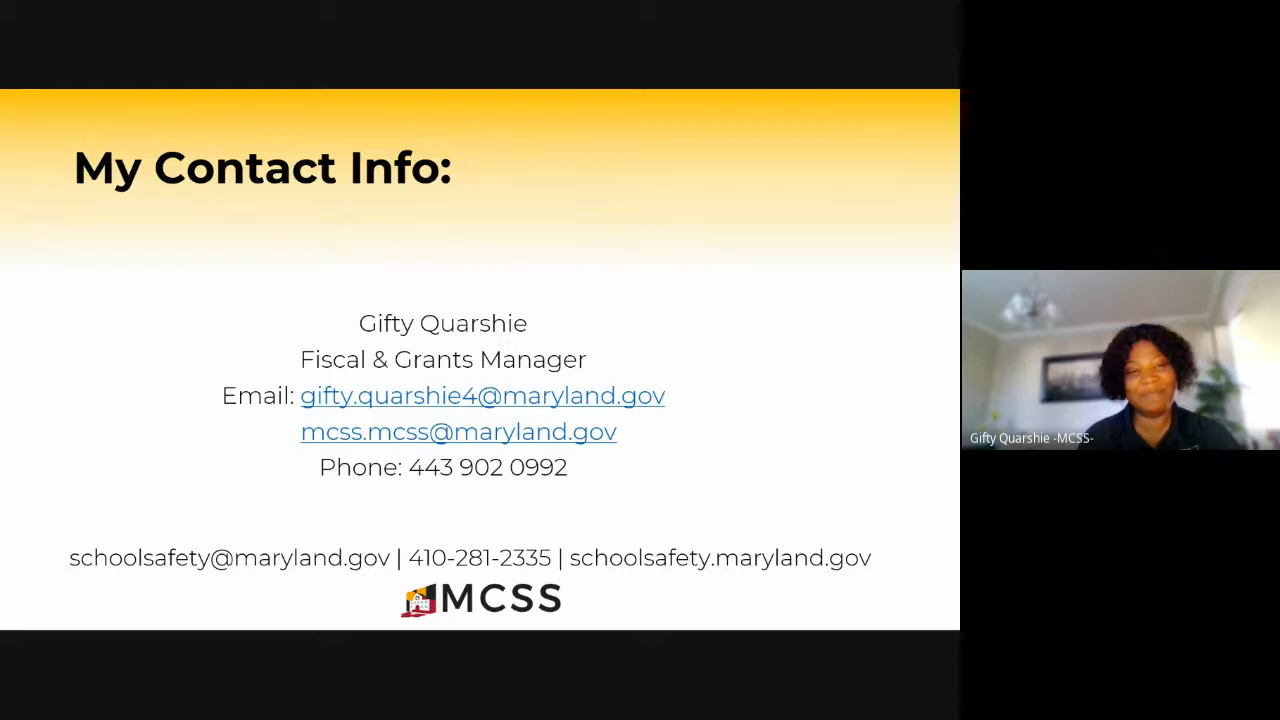 My Contact Info:
Gifty Quarshie
Fiscal & Grants Manager
Email: gifty.quarshie4@maryland.gov
mcss.mcss@maryland.gov
Phone: 443 902 0992
schoolsafety@maryland.gov | 410-281-2335 | schoolsafety.maryland.gov
MCSS
Gifty Quarshie -MCSS-